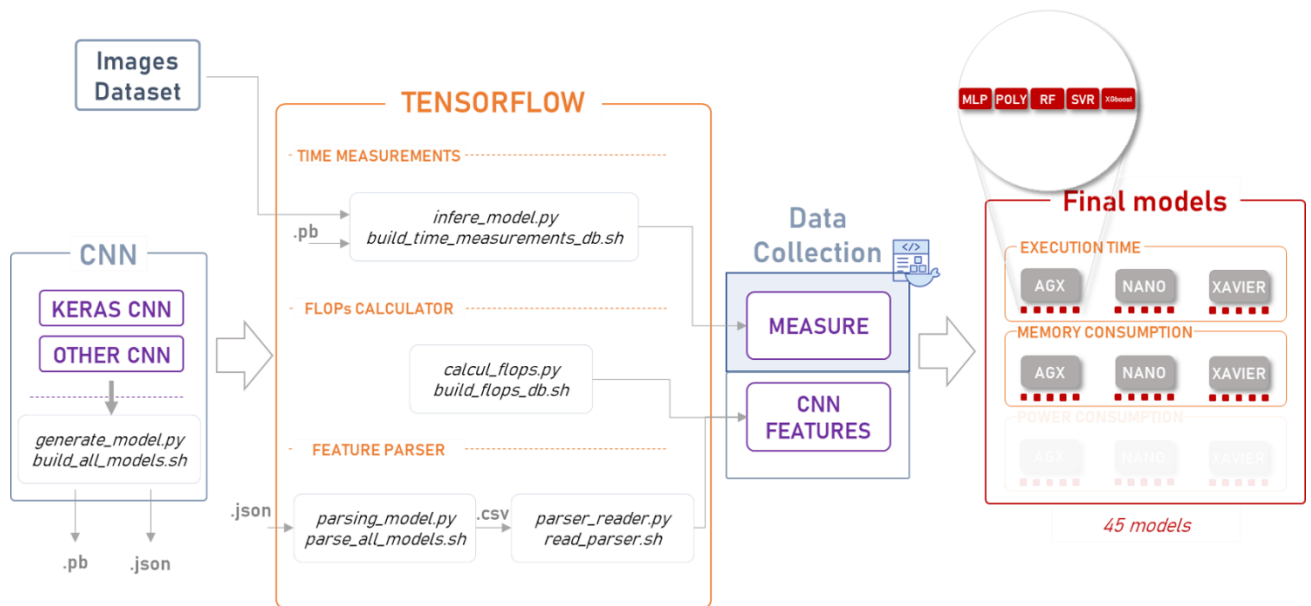 Images
Dataset
CNN
KERAS CNN
OTHER CNN
generate_model.py
build_all_models.sh
.pb
.json
TENSORFLOW
TIME MEASUREMENTS
.pb
infere_model.py
build_time_measurements_db.sh
FLOPs CALCULATOR
calcul_flops.py
build_flops_db.sh
FEATURE PARSER
.json
parsing_model.py
parse_all_models.sh
.csv
parser_reader.py
read_parser.sh
Data
Collection
</>
MEASURE
CNN
FEATURES
MLP POLY RF SVR XGboost
Final models
EXECUTION TIME
AGX NANO XAVIER
MEMORY CONSUMPTION
AGX NANO XAVIER
POWER CONSUMPTION
AGX NANO XAVIER
45 models